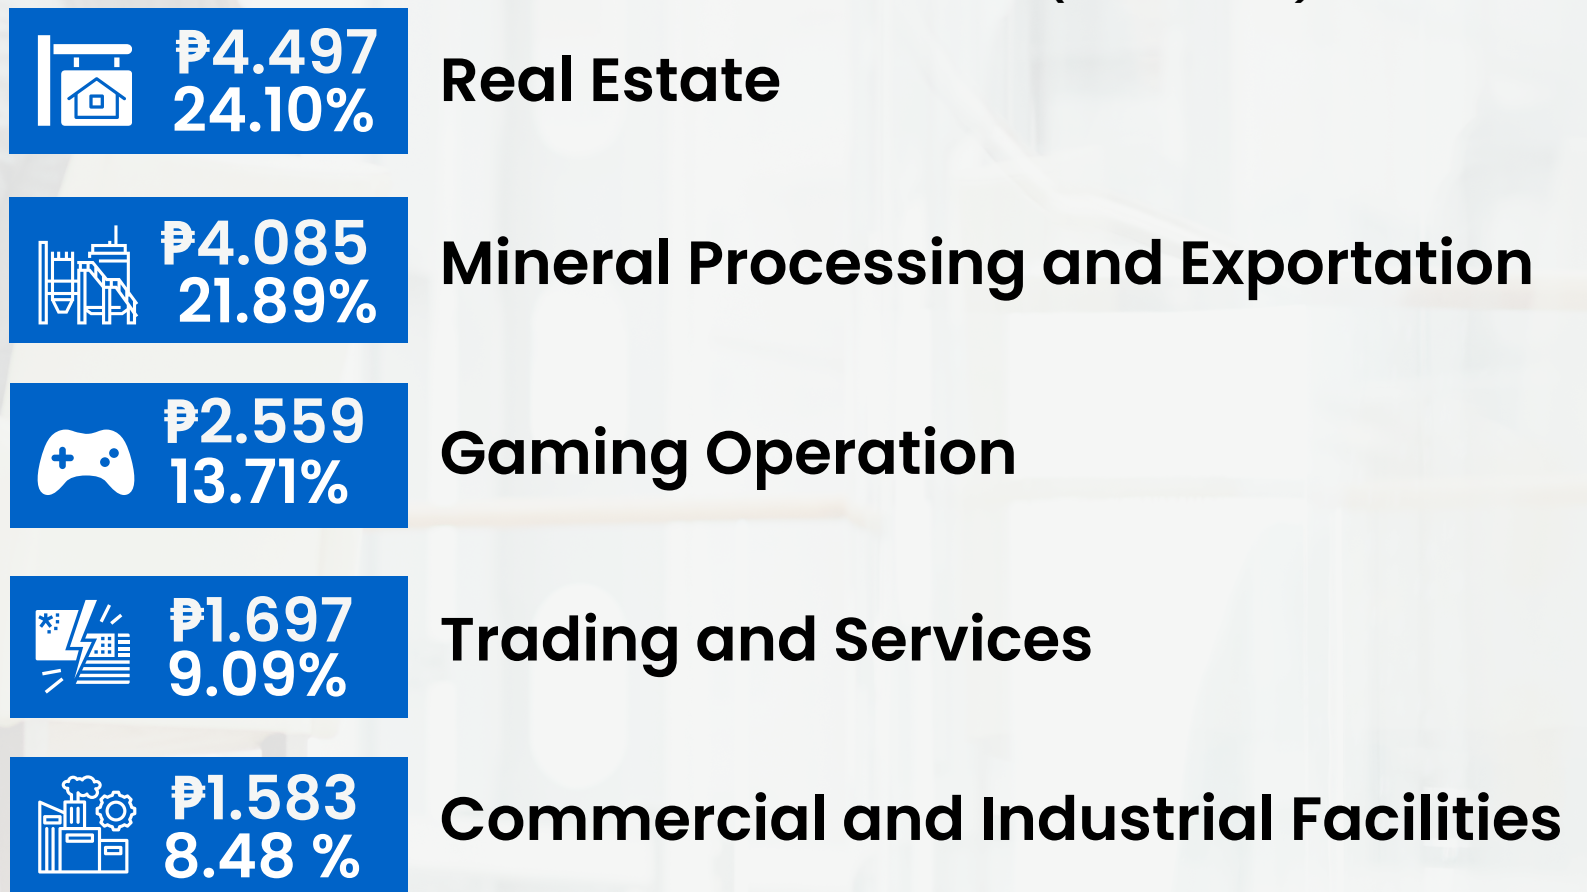 ₱4.497
24.10%
Real Estate
₱4.085
21.89%
Mineral Processing and Exportation
₱2.559
13.71%
Gaming Operation
₱1.697
9.09%
Trading and Services
₱1.583
8.48 %
Commercial and Industrial Facilities